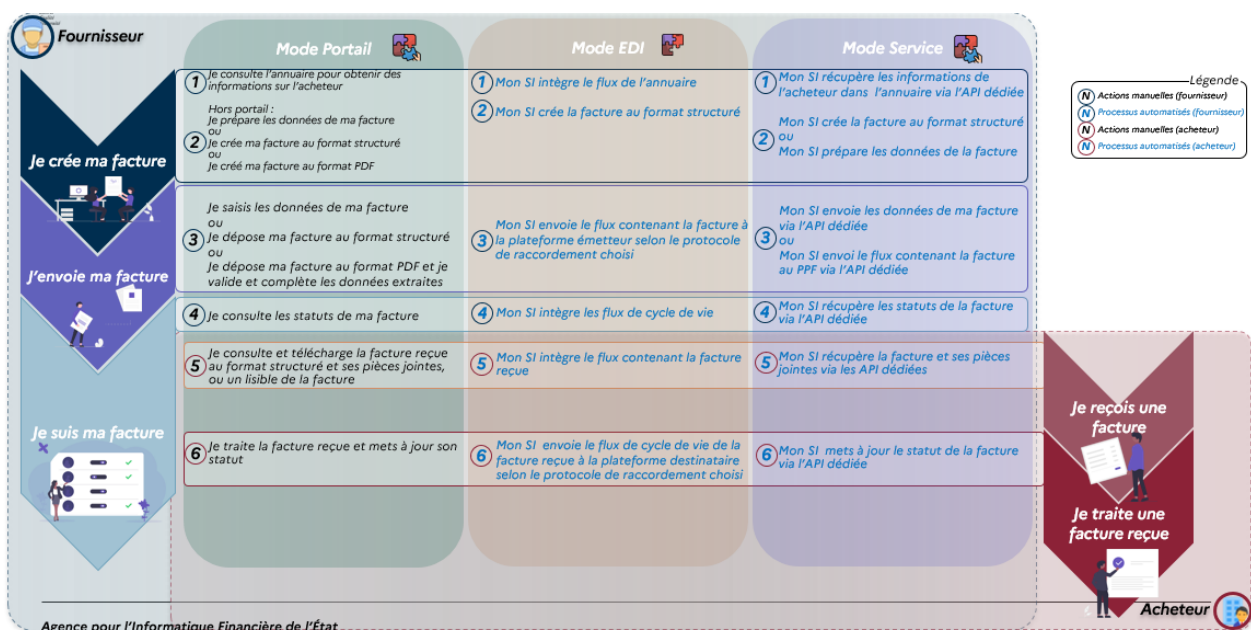 Fournisseur
Mode Portail
Mode EDI
Mode Service
Légende
N Actions manuelles (fournisseur)
N Processus automatisés (fournisseur)
N Actions manuelles (acheteur)
N Processus automatisés (acheteur)
Je crée ma facture
1 Je consulte l'annuaire pour obtenir des
informations sur l'acheteur
Hors portail :
Je prépare les données de ma facture
ou
2 Je crée ma facture au format structuré
ou
Je créé ma facture au format PDF
1 Mon SI intègre le flux de l'annuaire
2 Mon SI crée la facture au format structuré
1 Mon SI récupère les informations de
l'acheteur dans l'annuaire via l'API dédiée
Mon SI crée la facture au format structuré
2 ou
Mon SI prépare les données de la facture
J'envoie ma facture
Je saisis les données de ma facture
ou
3 Je dépose ma facture au format structuré
ou
Je dépose ma facture au format PDF et je
valide et complète les données extraites
Mon SI envoie le flux contenant la facture à
3 la plateforme émetteur selon le protocole
de raccordement choisi
Mon SI envoie les données de ma facture
via l'API dédiée
3 ou
Mon SI envoi le flux contenant la facture
au PPF via l'API dédiée
Je suis ma facture
4 Je consulte les statuts de ma facture
4 Mon SI intègre les flux de cycle de vie
4 Mon SI récupère les statuts de la facture
via l'API dédiée
Je reçois une
facture
Je consulte et télécharge la facture reçue
5 au format structuré et ses pièces jointes,
ou un lisible de la facture
5 Mon SI intègre le flux contenant la facture
reçue
5 Mon SI récupère la facture et ses pièces
jointes via les API dédiées
Je traite une
facture reçue
6 Je traite la facture reçue et mets à jour son
statut
Mon SI envoie le flux de cycle de vie de la
6 facture reçue à la plateforme destinataire
selon le protocole de raccordement choisi
6 Mon SI mets à jour le statut de la facture
via l'API dédiée
Acheteur
Agence pour l'Informatique Financière de l'État